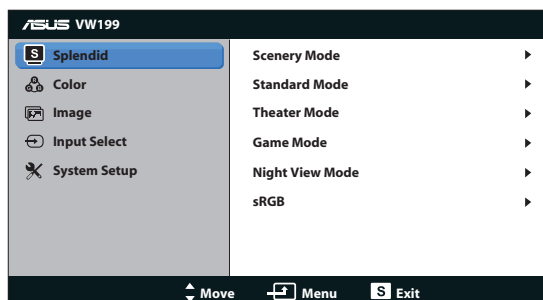 ASUS VW199
S Splendid
Color
Image
Input Select
System Setup
Scenery Mode
Standard Mode
Theater Mode
Game Mode
Night View Mode
sRGB
Move Menu S Exit